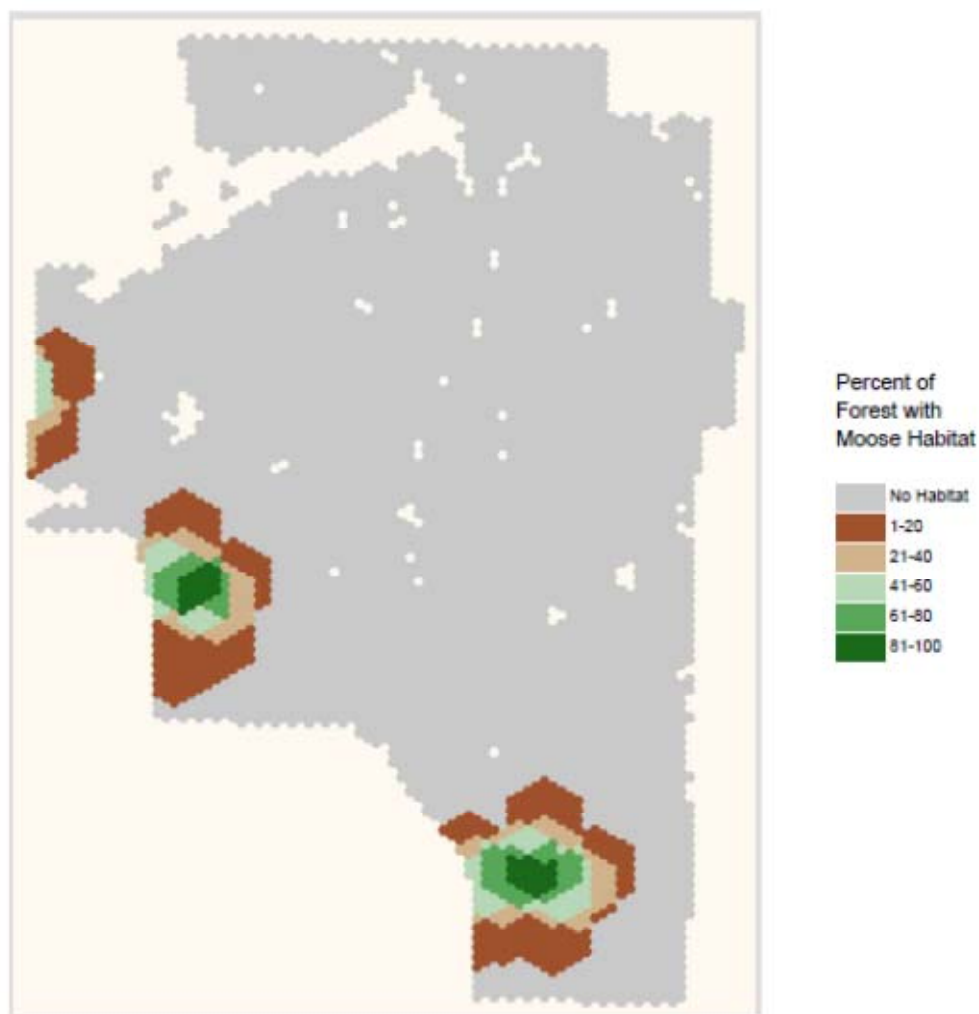 Percent of
Forest with
Moose Habitat
No Habitat
1-20
21-40
41-60
61-80
81-100